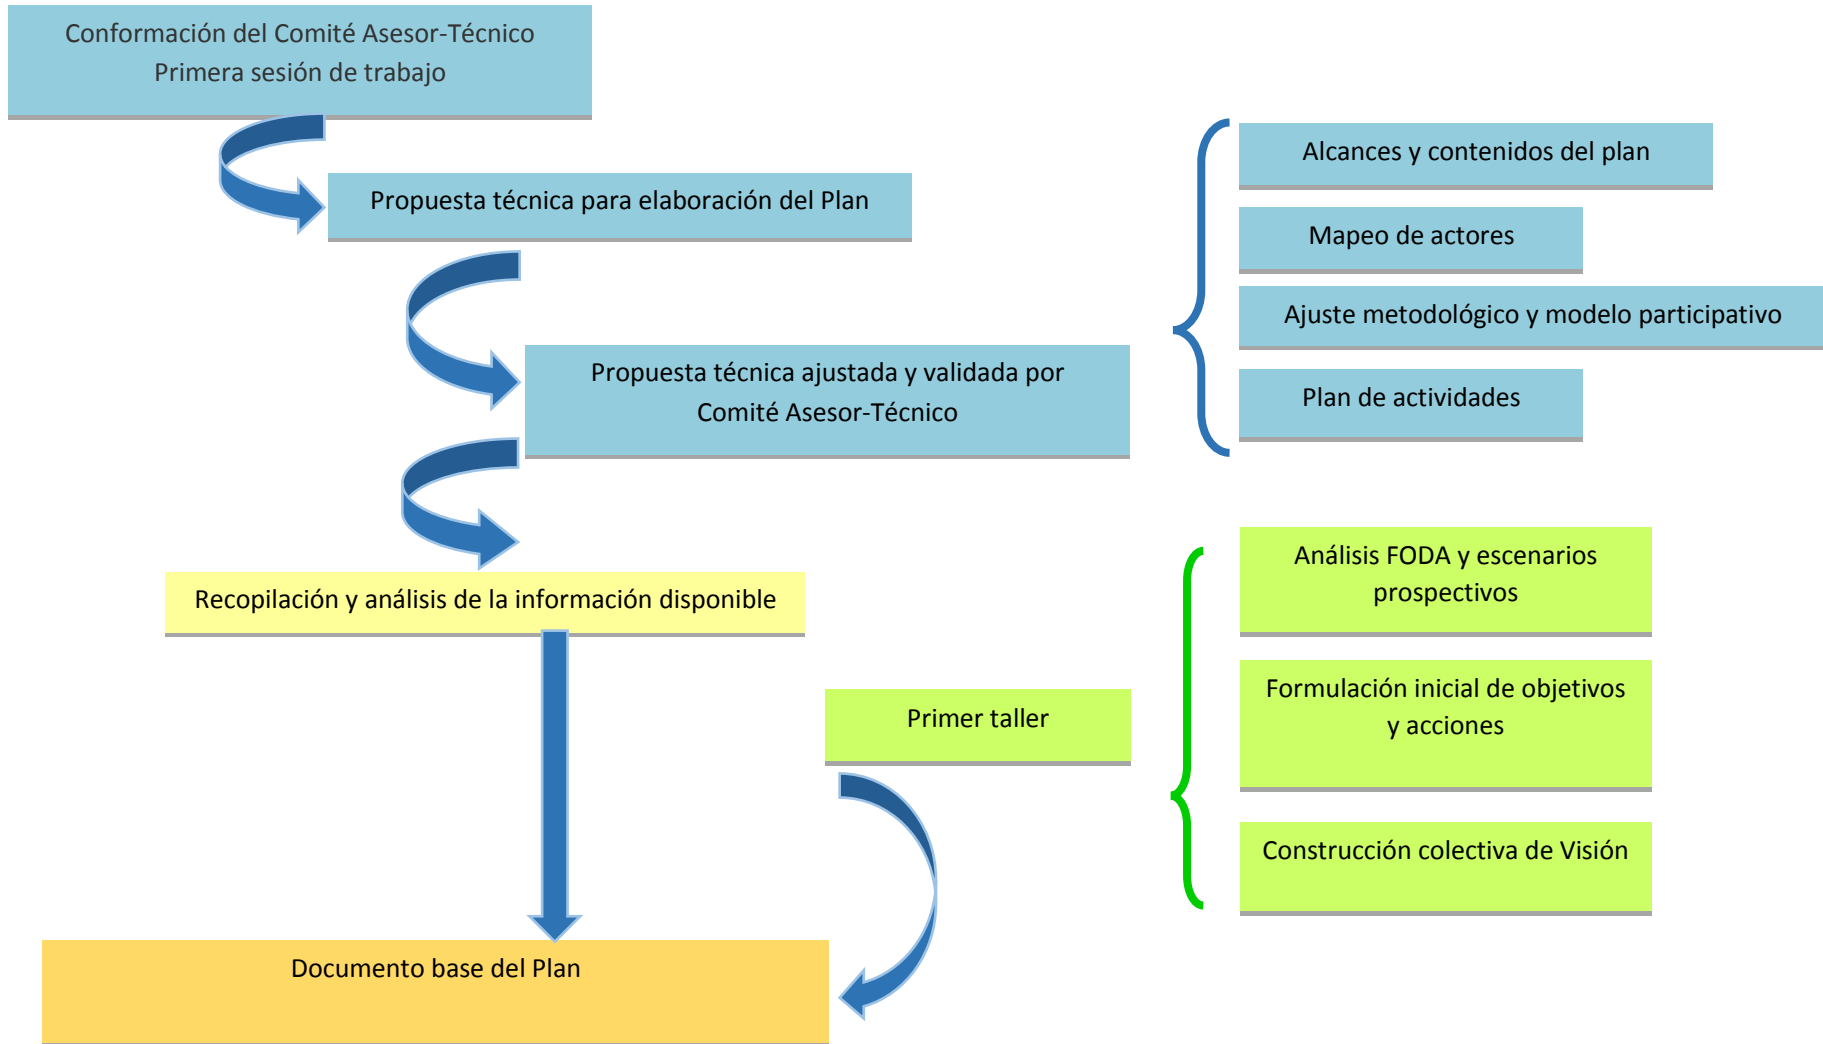 Conformación del Comité Asesor-Técnico
Primera sesión de trabajo
Propuesta técnica para elaboración del Plan
Propuesta técnica ajustada y validada por
Comité Asesor-Técnico
Alcances y contenidos del plan
Mapeo de actores
Ajuste metodológico y modelo participativo
Plan de actividades
Recopilación y análisis de la información disponible
Primer taller
Análisis FODA y escenarios
prospectivos
Formulación inicial de objetivos
y acciones
Construcción colectiva de Visión
Documento base del Plan